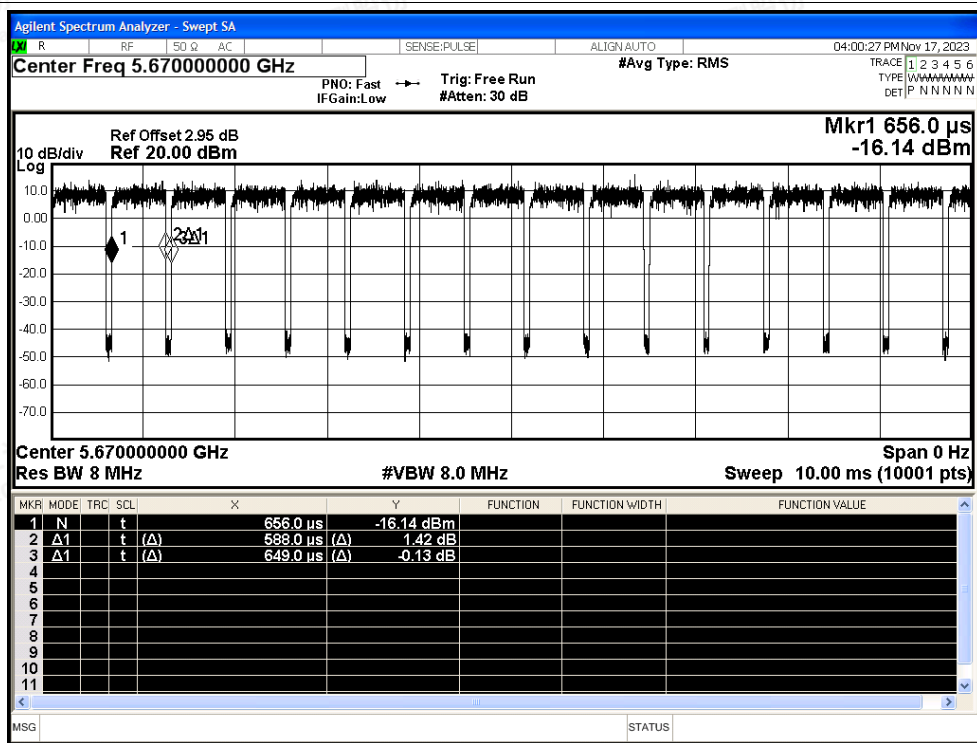 Agilent Spectrum Analyzer - Swept SA
LXI R RF 50 Ω AC SENSE:PULSE ALIGN AUTO 04:00:27 PM Nov 17, 2023
Center Freq 5.670000000 GHz #Avg Type: RMS TRACE 1 2 3 4 5 6
PNO: Fast Trig: Free Run TYPE WWWWWW
IFGain:Low #Atten: 30 dB DET P N N N N N
Mkr1 656.0 µs
Ref Offset 2.95 dB
10 dB/div Ref 20.00 dBm -16.14 dBm
Log
10.0
0.00
1 2Δ1 3Δ1
-10.0
-20.0
-30.0
-40.0
-50.0
-60.0
-70.0
Center 5.670000000 GHz Span 0 Hz
Res BW 8 MHz #VBW 8.0 MHz Sweep 10.00 ms (10001 pts)
MKR MODE TRC SCL X Y FUNCTION FUNCTION WIDTH FUNCTION VALUE
1 N t 656.0 µs -16.14 dBm
2 Δ1 t (Δ) 588.0 µs (Δ) 1.42 dB
3 Δ1 t (Δ) 649.0 µs (Δ) -0.13 dB
4
5
6
7
8
9
10
11
MSG STATUS